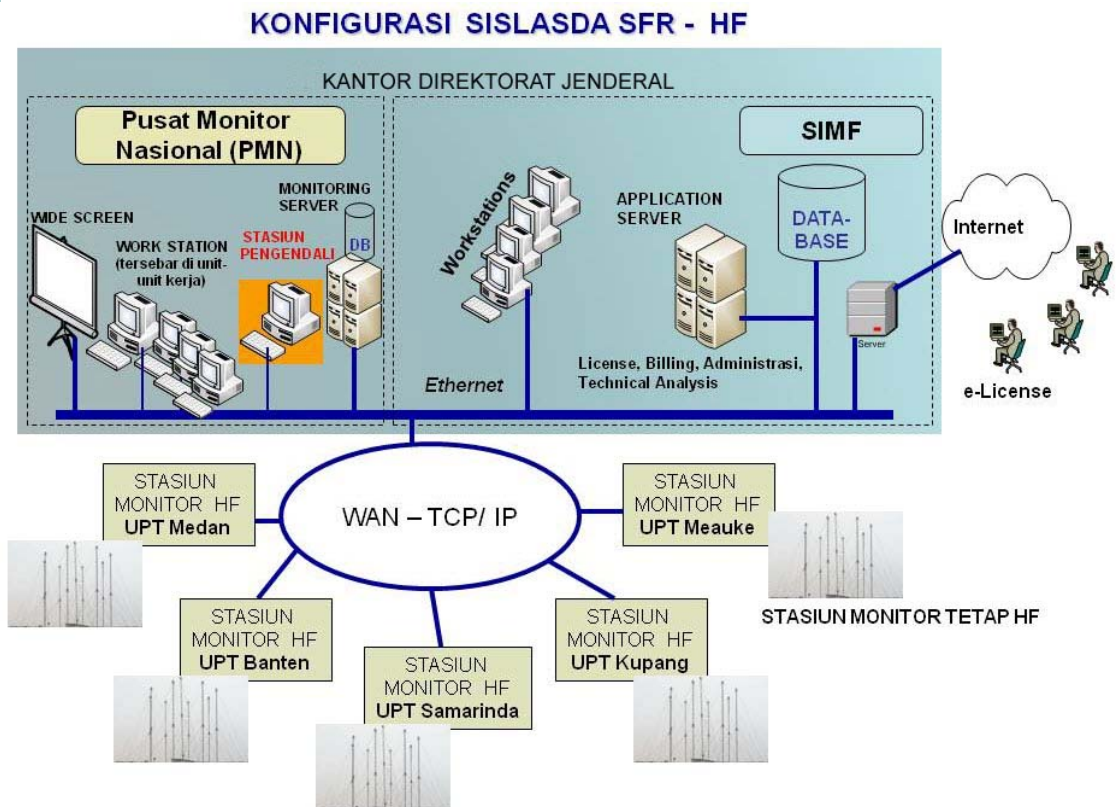 KONFIGURASI SISLASDA SFR - HF
KANTOR DIREKTORAT JENDERAL
Pusat Monitor
Nasional (PMN)
SIMF
WIDE SCREEN
WORK STATION
(tersebar di unit-
unit kerja)
STASIUN
PENGENDALI
MONITORING
SERVER
DB
Workstations
APPLICATION
SERVER
DATA-
BASE
Server
Internet
e-License
License, Billing, Administrasi,
Technical Analysis
Ethernet
WAN – TCP/ IP
STASIUN
MONITOR HF
UPT Medan
STASIUN
MONITOR HF
UPT Meauke
STASIUN
MONITOR HF
UPT Banten
STASIUN
MONITOR HF
UPT Samarinda
STASIUN
MONITOR HF
UPT Kupang
STASIUN MONITOR TETAP HF